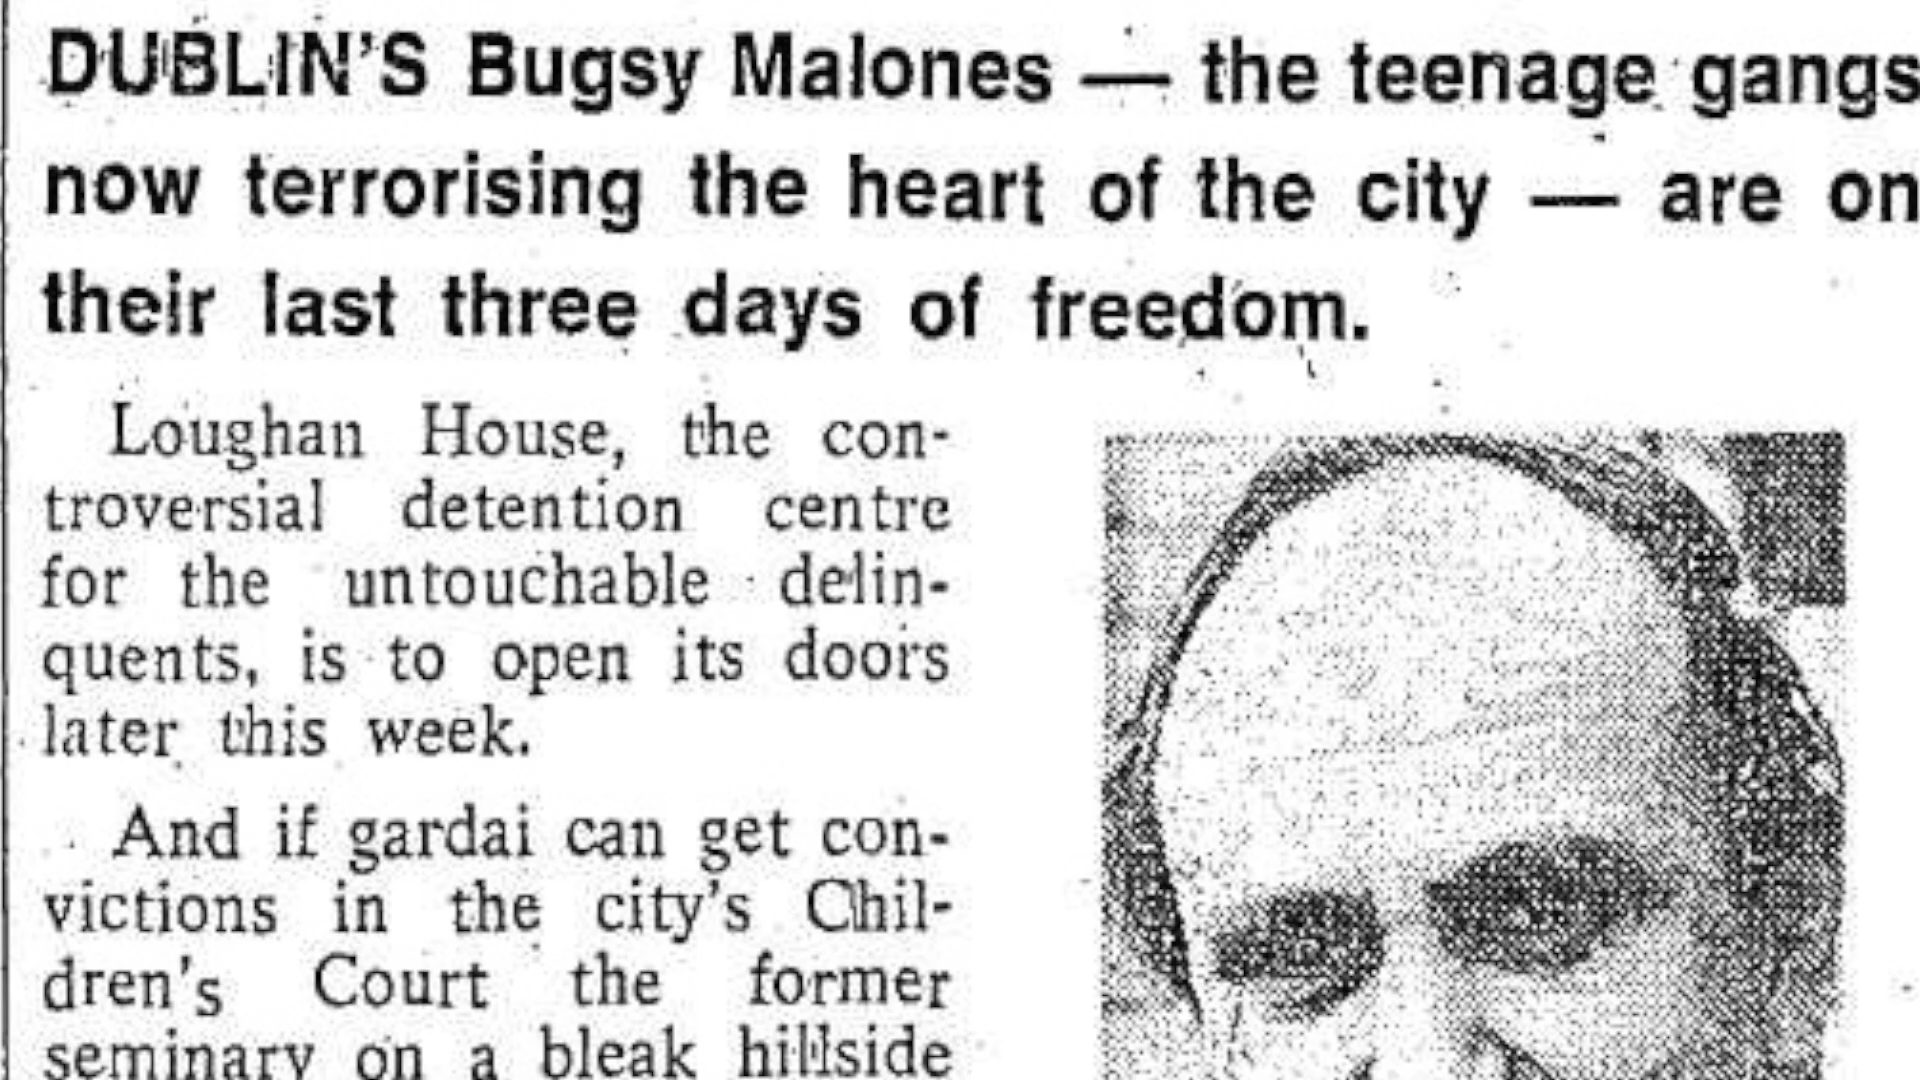 DUBLIN'S Bugsy Malones — the teenage gangs
now terrorising the heart of the city — are on
their last three days of freedom.
Loughan House, the con-
troversial detention centre
for the untouchable delin-
quents, is to open its doors
later this week.
And if gardai can get con-
victions in the city's Chil-
dren's Court the former
seminary on a bleak hillside